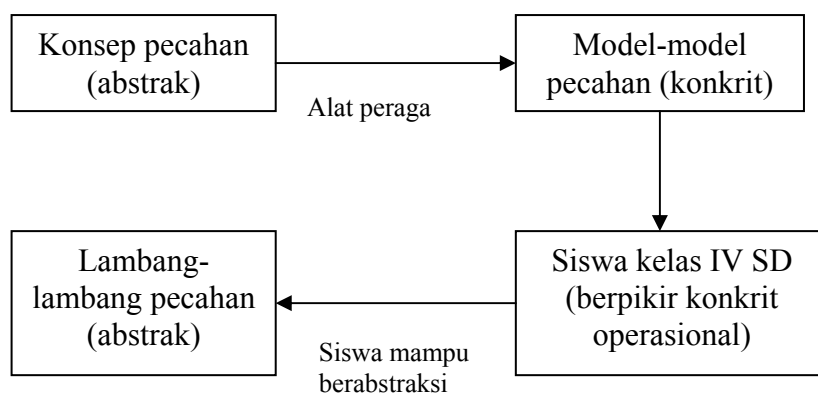 Konsep pecahan
(abstrak)
Alat peraga
Model-model
pecahan (konkrit)
Siswa kelas IV SD
(berpikir konkrit
operasional)
Siswa mampu
berabstraksi
Lambang-
lambang pecahan
(abstrak)